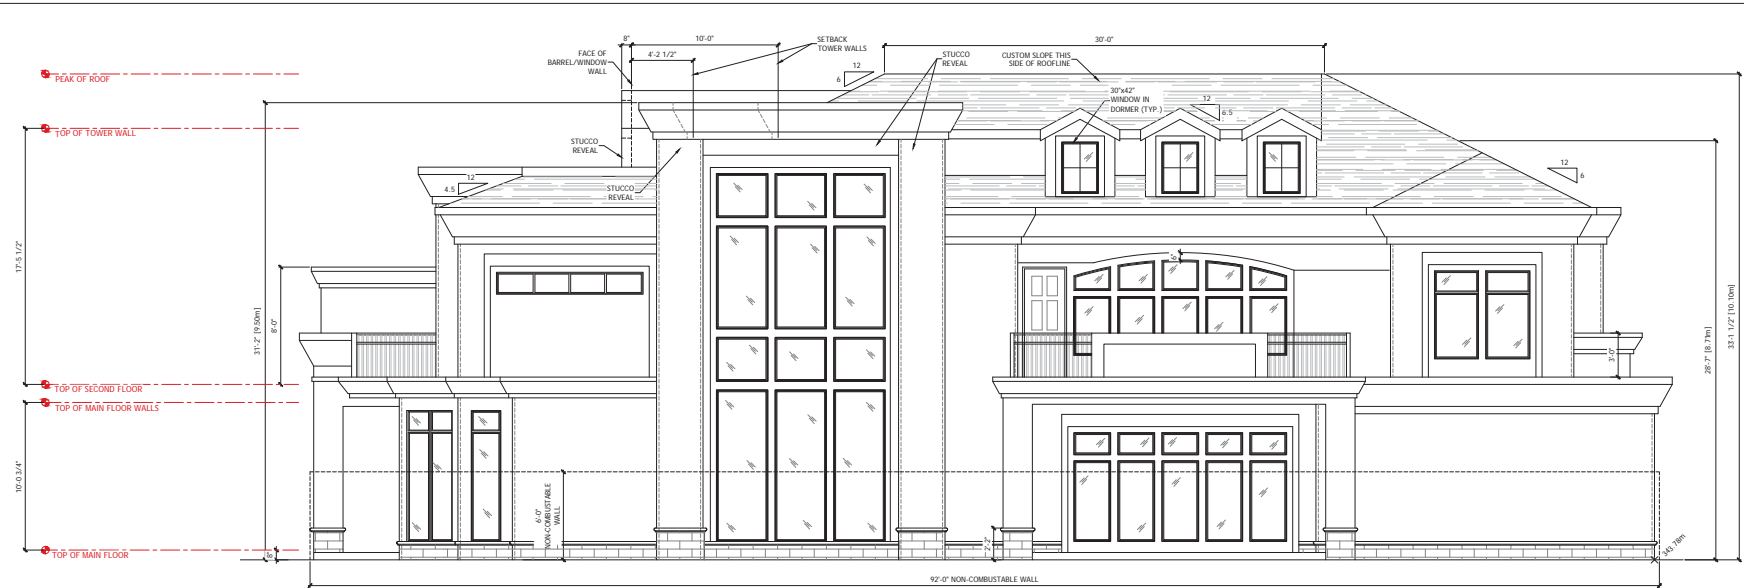 8"
10'-0"
4'-2 1/2"
FACE OF
BARREL/WINDOW
WALL
SETBACK
TOWER WALLS
STUCCO
REVEAL
30'-0"
CUSTOM SLOPE THIS
SIDE OF ROOFLINE
12
6
PEAK OF ROOF
30"x42"
WINDOW IN
DORMER (TYP.)
12
6.5
TOP OF TOWER WALL
STUCCO
REVEAL
12
4.5
STUCCO
REVEAL
12
6
17'-5 1/2"
31'-2" [9.50m]
8'-0"
6"
3'-0"
28'-7" [8.71m]
33'-1 1/2" [10.10m]
TOP OF SECOND FLOOR
TOP OF MAIN FLOOR WALLS
10'-0 3/4"
6'-0"
NON-COMBUSTABLE
WALL
2'-2"
TOP OF MAIN FLOOR
8"
343.78m
92'-0" NON-COMBUSTABLE WALL